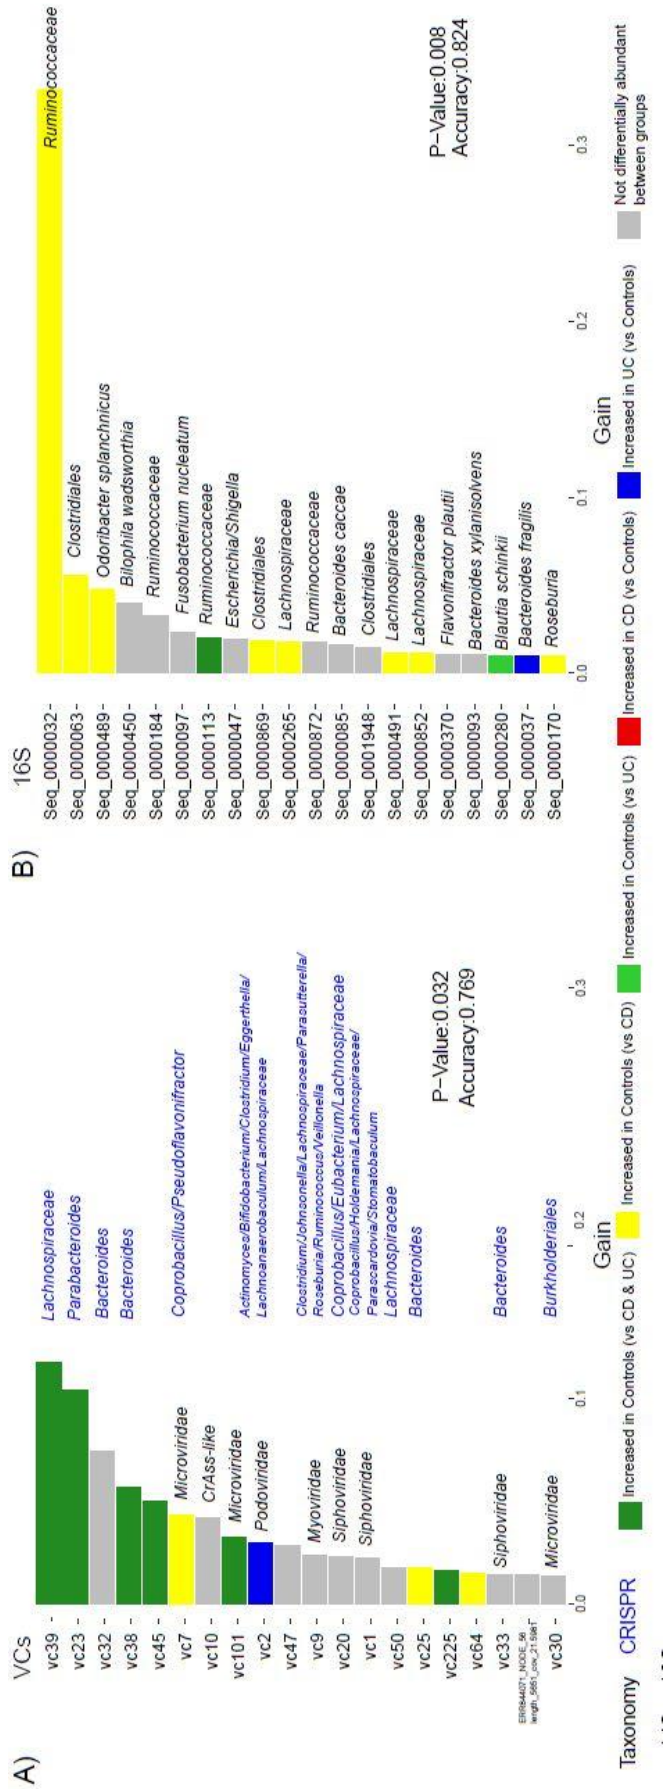 A)
VCs
vc39
Lachnospiraceae
vc23
Parabacteroides
vc32
Bacteroides
vc38
Bacteroides
vc45
vc7
Microviridae
Coprobacillus/Pseudoflavonifractor
vc10
CrAss-like
vc101
Microviridae
Actinomyces/Bifidobacterium/Clostridium/Eggerthella/
Lachnoanaerobaculum/Lachnospiraceae
vc2
Podoviridae
vc47
Clostridium/Johnsonella/Lachnospiraceae/Parasutterella/
Roseburia/Ruminococcus/Veillonella
vc9
Myoviridae
vc20
Siphoviridae
Coprobacillus/Eubacterium/Lachnospiraceae
vc1
Siphoviridae
Coprobacillus/Holdemania/Lachnospiraceae/
Parascardovia/Stomatobaculum
vc50
Lachnospiraceae
vc25
Bacteroides
vc225
vc64
vc33
Siphoviridae
Bacteroides
ERR844071_NODE_56
length_5651_cov_21.5981
vc30
Microviridae
Burkholderiales
P-Value:0.032
Accuracy:0.769
0.0
0.1
0.2
0.3
Gain
B)
16S
Seq_0000032
Ruminococcaceae
Seq_0000063
Clostridiales
Seq_0000489
Odoribacter splanchnicus
Seq_0000450
Bilophila wadsworthia
Seq_0000184
Ruminococcaceae
Seq_0000097
Fusobacterium nucleatum
Seq_0000113
Ruminococcaceae
Seq_0000047
Escherichia/Shigella
Seq_0000869
Clostridiales
Seq_0000265
Lachnospiraceae
Seq_0000872
Ruminococcaceae
Seq_0000085
Bacteroides caccae
Seq_0001948
Clostridiales
Seq_0000491
Lachnospiraceae
Seq_0000852
Lachnospiraceae
Seq_0000370
Flavonifractor plautii
Seq_0000093
Bacteroides xylanisolvens
Seq_0000280
Blautia schinkii
Seq_0000037
Bacteroides fragilis
Seq_0000170
Roseburia
P-Value:0.008
Accuracy:0.824
0.0
0.1
0.2
0.3
Gain
Taxonomy CRISPR
Increased in Controls (vs CD & UC)
Increased in Controls (vs CD)
Increased in Controls (vs UC)
Increased in CD (vs Controls)
Increased in UC (vs Controls)
Not differentially abundant
between groups